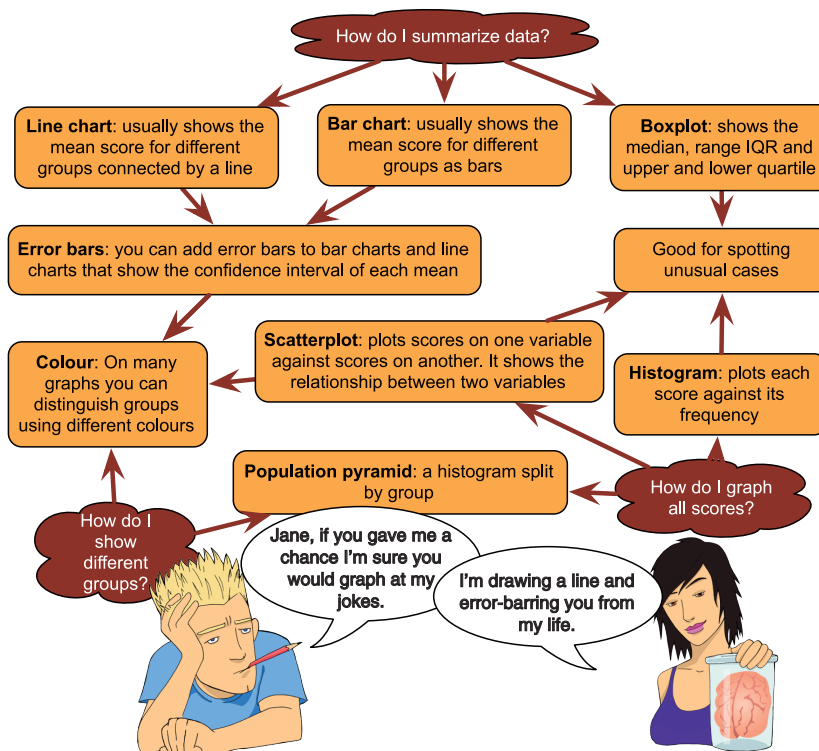 How do I summarize data?
Line chart: usually shows the
mean score for different
groups connected by a line
Bar chart: usually shows the
mean score for different
groups as bars
Boxplot: shows the
median, range IQR and
upper and lower quartile
Error bars: you can add error bars to bar charts and line
charts that show the confidence interval of each mean
Good for spotting
unusual cases
Colour: On many
graphs you can
distinguish groups
using different colours
Scatterplot: plots scores on one variable
against scores on another. It shows the
relationship between two variables
Histogram: plots each
score against its
frequency
Population pyramid: a histogram split
by group
How do I graph
all scores?
How do I
show
different
groups?
Jane, if you gave me a
chance I’m sure you
would graph at my
jokes.
I’m drawing a line and
error-barring you from
my life.